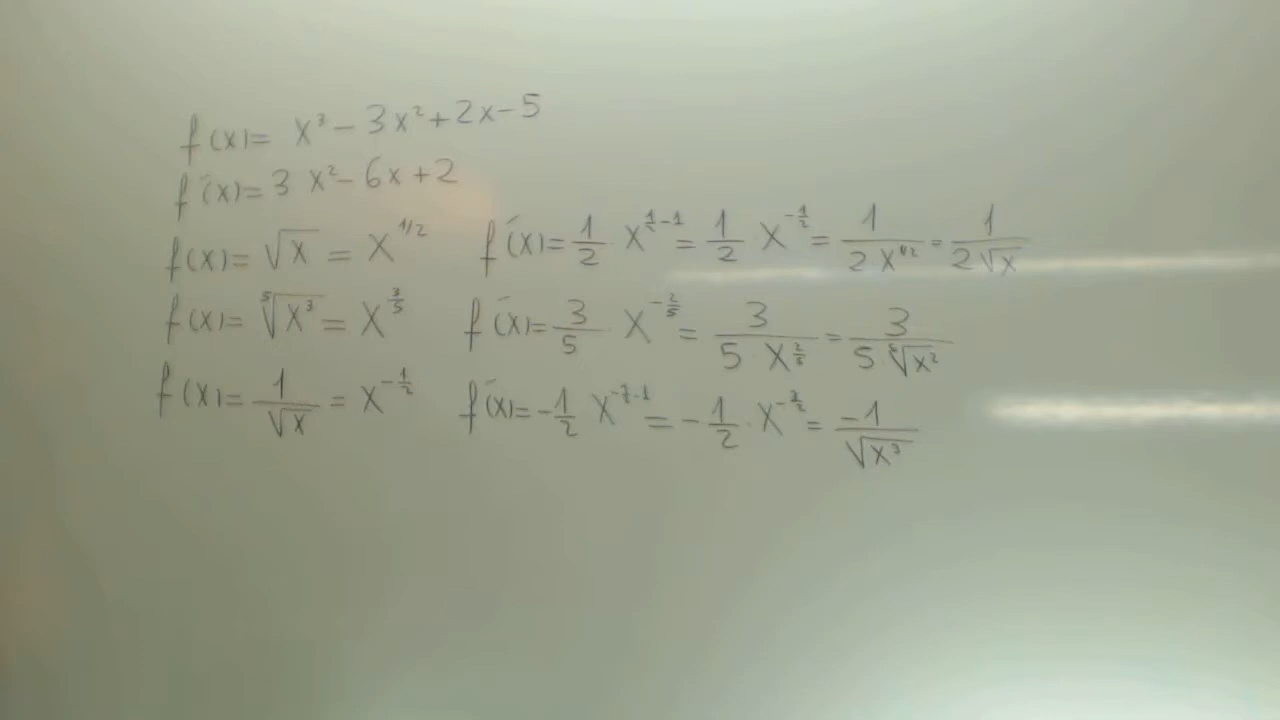 f(x)= x³-3x²+2x-5
f´(x)=3x²-6x+2
f(x)=√x=x^1/2 f´(x)=1/2 x^(1/2-1)=1/2·x^(-1/2)=1/(2x^1/2)=1/(2√x)
f(x)=⁵√x³=x^(3/5) f´(x)=3/5 x^(-2/5)=3/(5·x^(2/5))=3/(5·⁵√x²)
f(x)=1/√x=x^(-1/2) f´(x)=-1/2 x^(-1/2-1)=-1/2·x^(-3/2)=-1/√x³